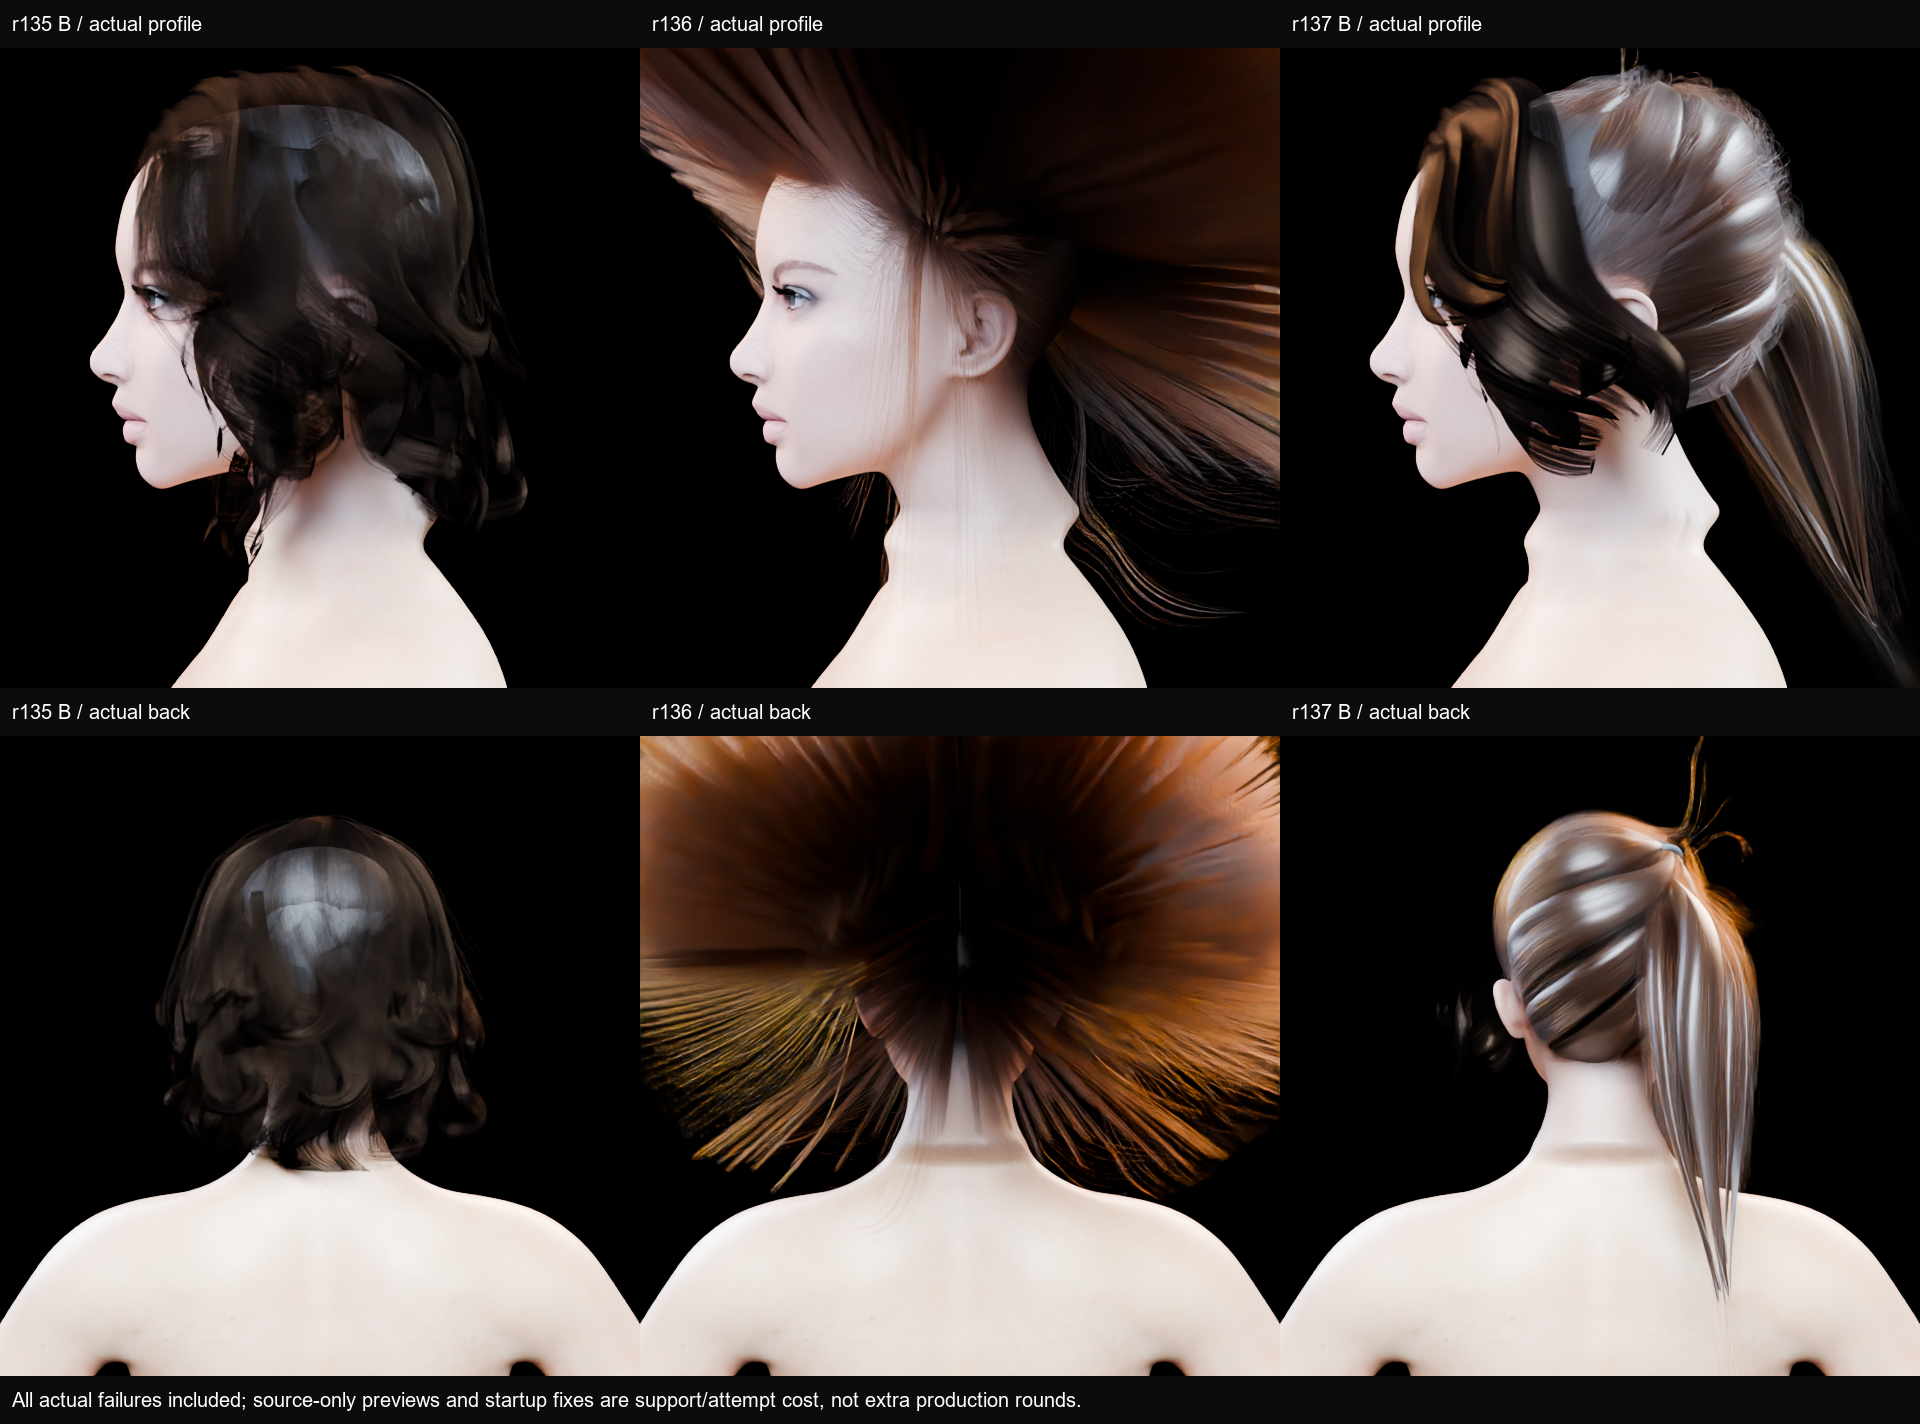 r135 B / actual profile
r136 / actual profile
r137 B / actual profile
r135 B / actual back
r136 / actual back
r137 B / actual back
All actual failures included; source-only previews and startup fixes are support/attempt cost, not extra production rounds.